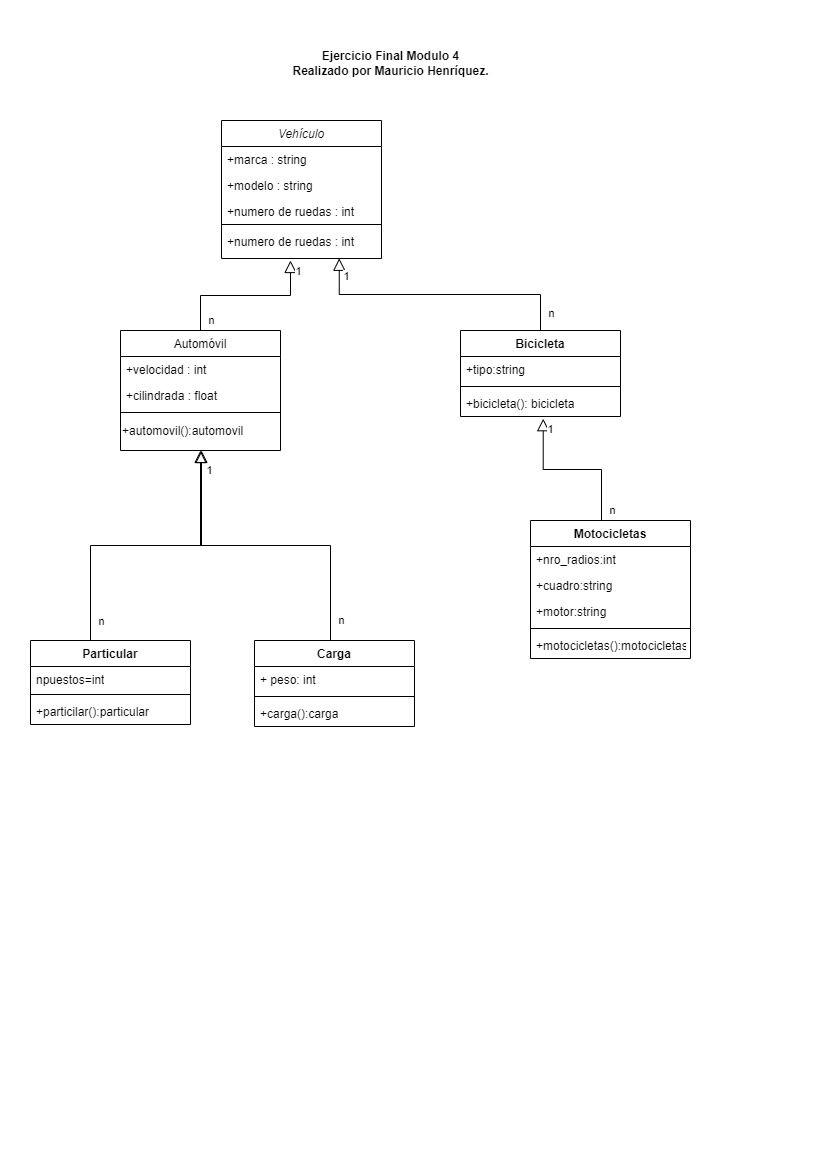 Ejercicio Final Modulo 4
Realizado por Mauricio Henríquez.
Vehículo
+marca : string
+modelo : string
+numero de ruedas : int
+numero de ruedas : int
1
1
n
n
Automóvil
+velocidad : int
+cilindrada : float
+automovil():automovil
Bicicleta
+tipo:string
+bicicleta(): bicicleta
1
1
n
Motocicletas
+nro_radios:int
+cuadro:string
+motor:string
+motocicletas():motocicletas
n
n
Particular
npuestos=int
+particilar():particular
Carga
+ peso: int
+carga():carga